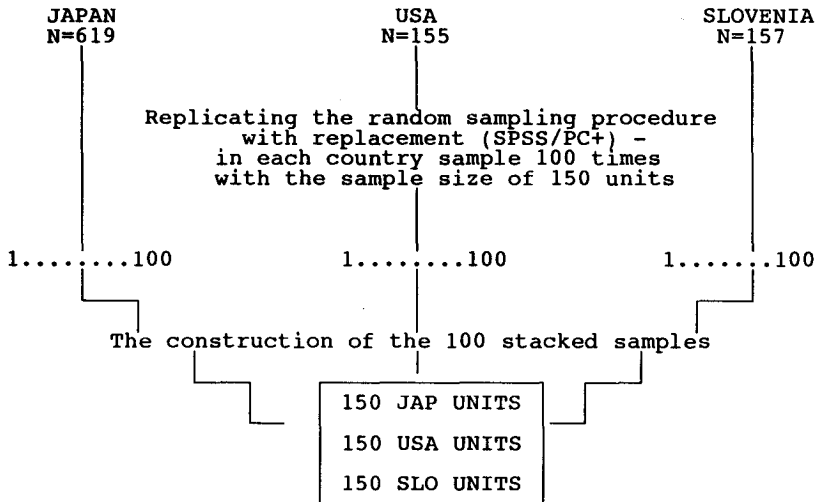 JAPAN USA SLOVENIA
N=619 N=155 N=157
Replicating the random sampling procedure
with replacement (SPSS/PC+) -
in each country sample 100 times
with the sample size of 150 units
1........100 1........100 1.......100
The construction of the 100 stacked samples
150 JAP UNITS
150 USA UNITS
150 SLO UNITS